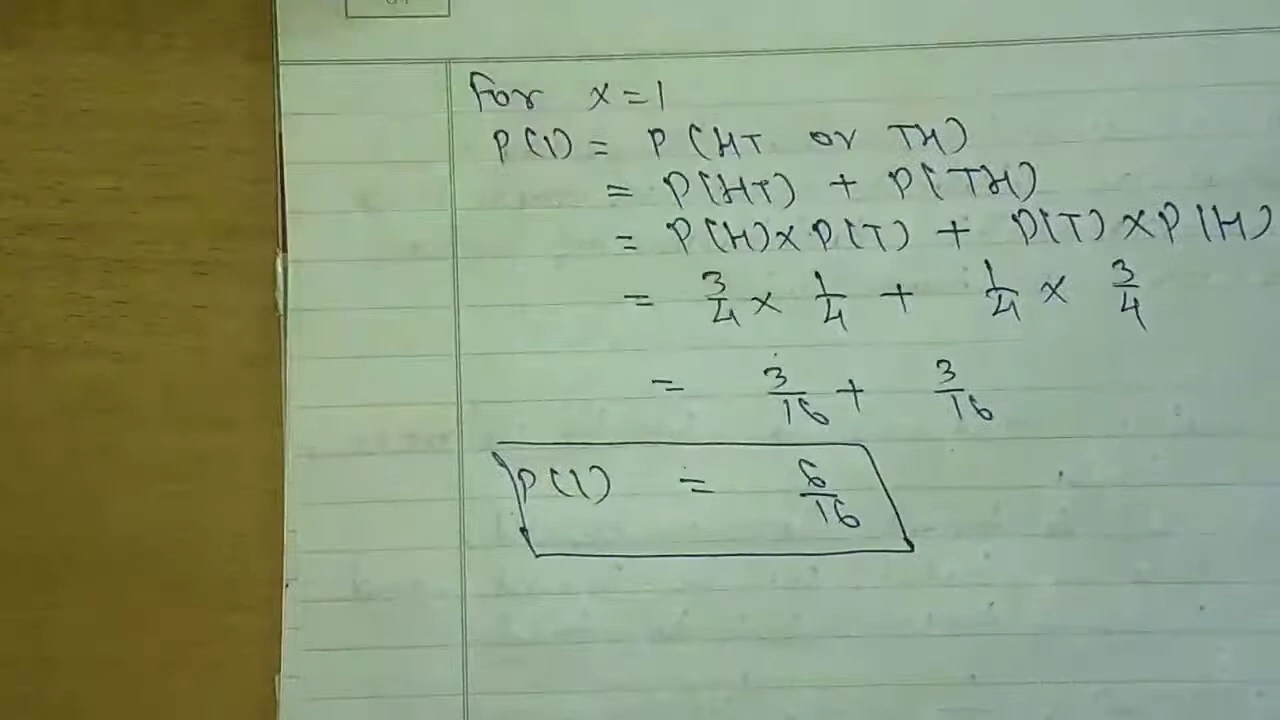 For x = 1
P(1) = P(HT or TH)
= P(HT) + P(TH)
= P(H) x P(T) + P(T) x P(H)
= 3/4 x 1/4 + 1/4 x 3/4
= 3/16 + 3/16
P(1) = 6/16